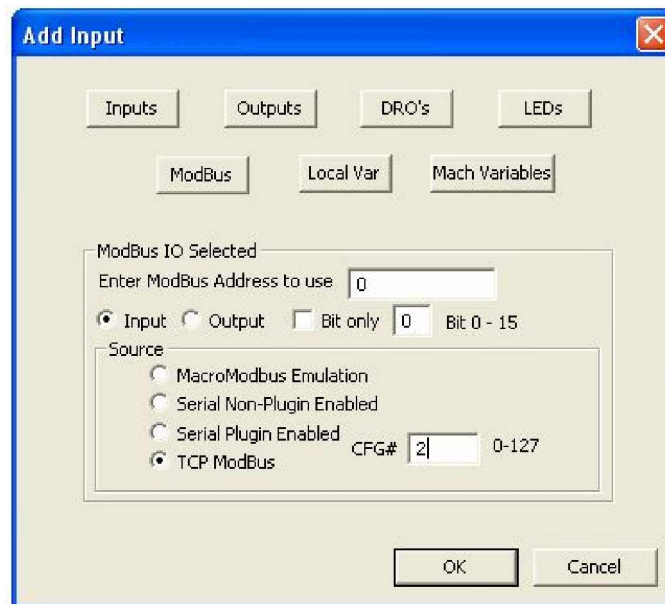 Add Input
Inputs Outputs DRO's LEDs
ModBus Local Var Mach Variables
ModBus IO Selected
Enter ModBus Address to use 0
Input Output Bit only 0 Bit 0 - 15
Source
MacroModbus Emulation
Serial Non-Plugin Enabled
Serial Plugin Enabled
TCP ModBus CFG# 2 0-127
OK Cancel